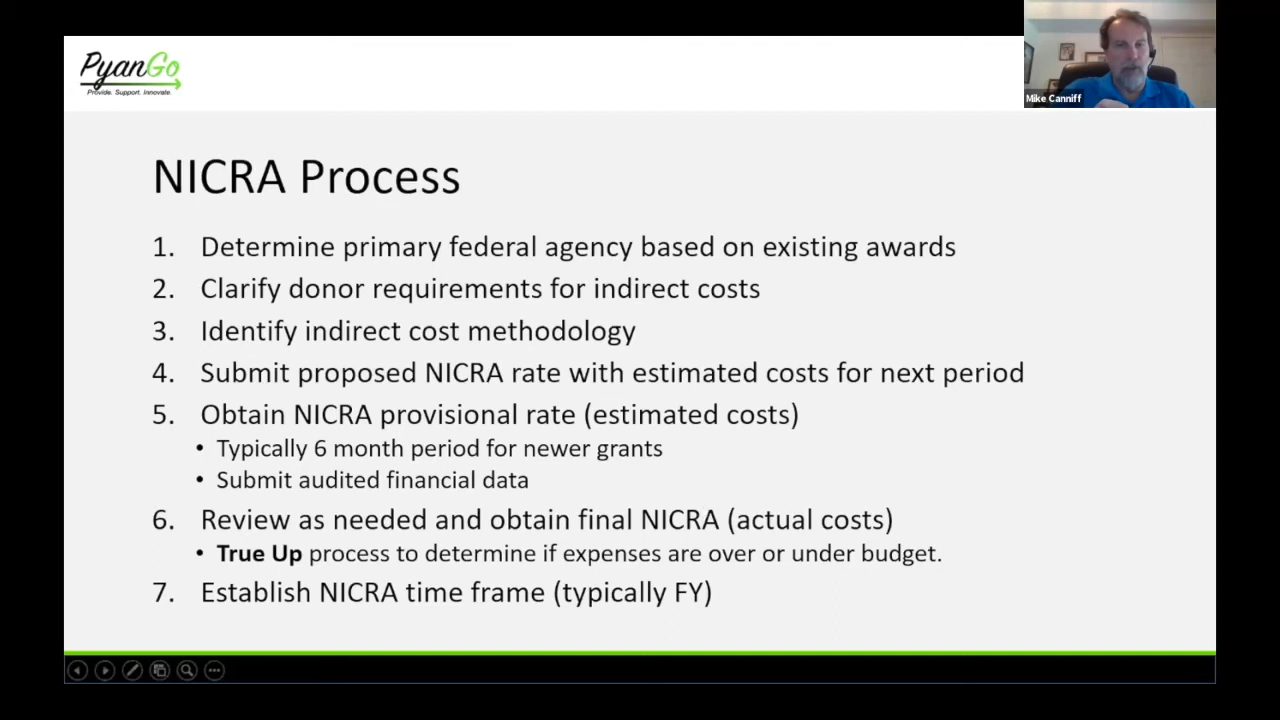 PyanGo
Provide. Support. Innovate.
Mike Canniff
NICRA Process
1. Determine primary federal agency based on existing awards
2. Clarify donor requirements for indirect costs
3. Identify indirect cost methodology
4. Submit proposed NICRA rate with estimated costs for next period
5. Obtain NICRA provisional rate (estimated costs)
• Typically 6 month period for newer grants
• Submit audited financial data
6. Review as needed and obtain final NICRA (actual costs)
• True Up process to determine if expenses are over or under budget.
7. Establish NICRA time frame (typically FY)